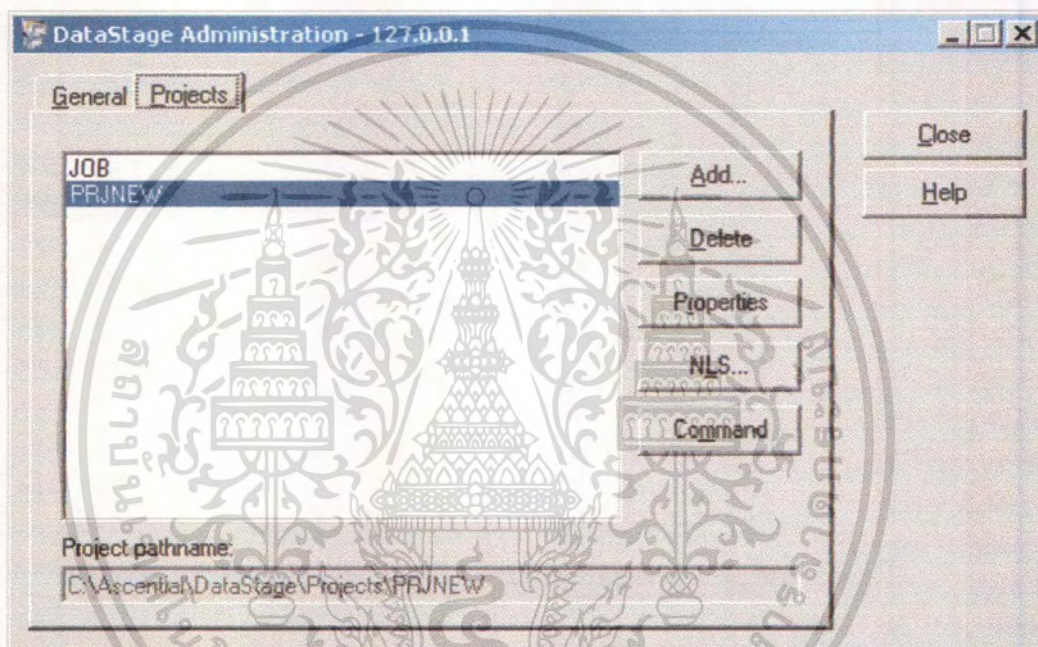 DataStage Administration - 127.0.0.1
General Projects
JOB
PRJNEW
Add...
Delete
Properties
NLS...
Command
Close
Help
Project pathname:
C:\Ascential\DataStage\Projects\PRJNEW